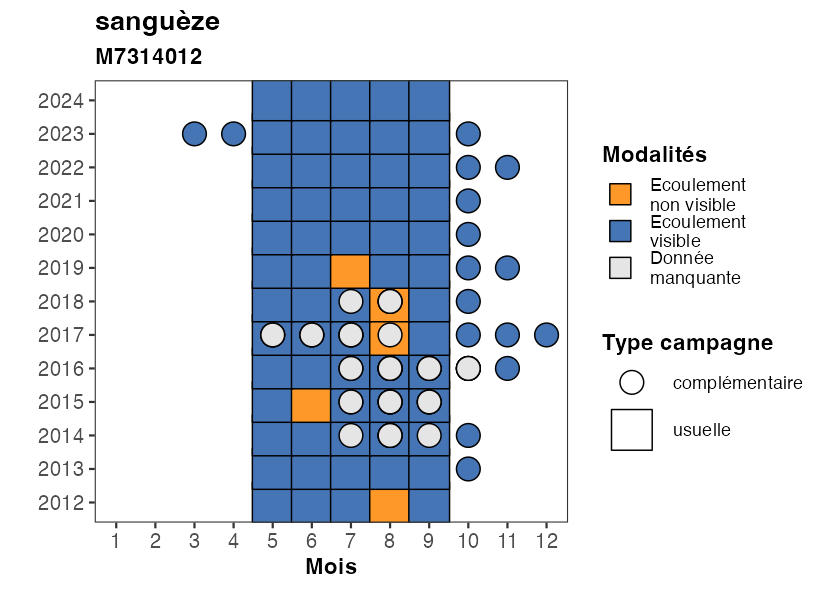 sanguèze
M7314012
2024
2023
2022
2021
2020
2019
2018
2017
2016
2015
2014
2013
2012
1 2 3 4 5 6 7 8 9 10 11 12
Mois
Modalités
Ecoulement
non visible
Ecoulement
visible
Donnée
manquante
Type campagne
complémentaire
usuelle